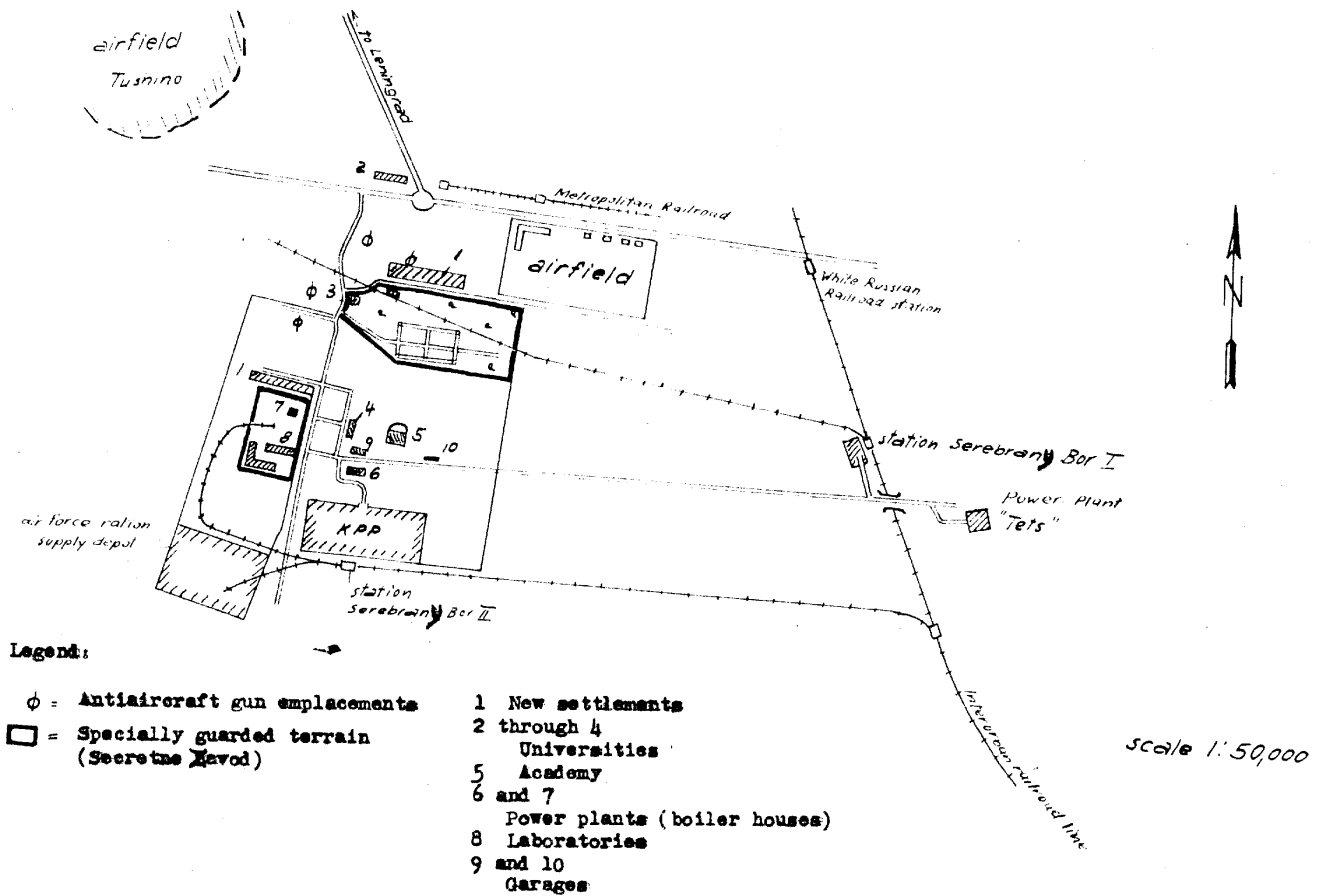 airfield
Tusnino
to Leningrad
2
Metropolitan Railroad
ϕ
ϕ
1
airfield
White Russian
Railroad station
N
ϕ
3
ϕ
a
a
a
a
a
ϕ
1
7
4
8
9
5
10
6
station Serebrany Bor I
Power Plant
"Tets"
air force ration
supply depot
KPP
station
Serebrany Bor II
Interurban railroad line
scale 1:50,000
Legend:
ϕ = Antiaircraft gun emplacements
= Specially guarded terrain
(Secretne Zavod)
1 New settlements
2 through 4
Universities
5 Academy
6 and 7
Power plants (boiler houses)
8 Laboratories
9 and 10
Garages